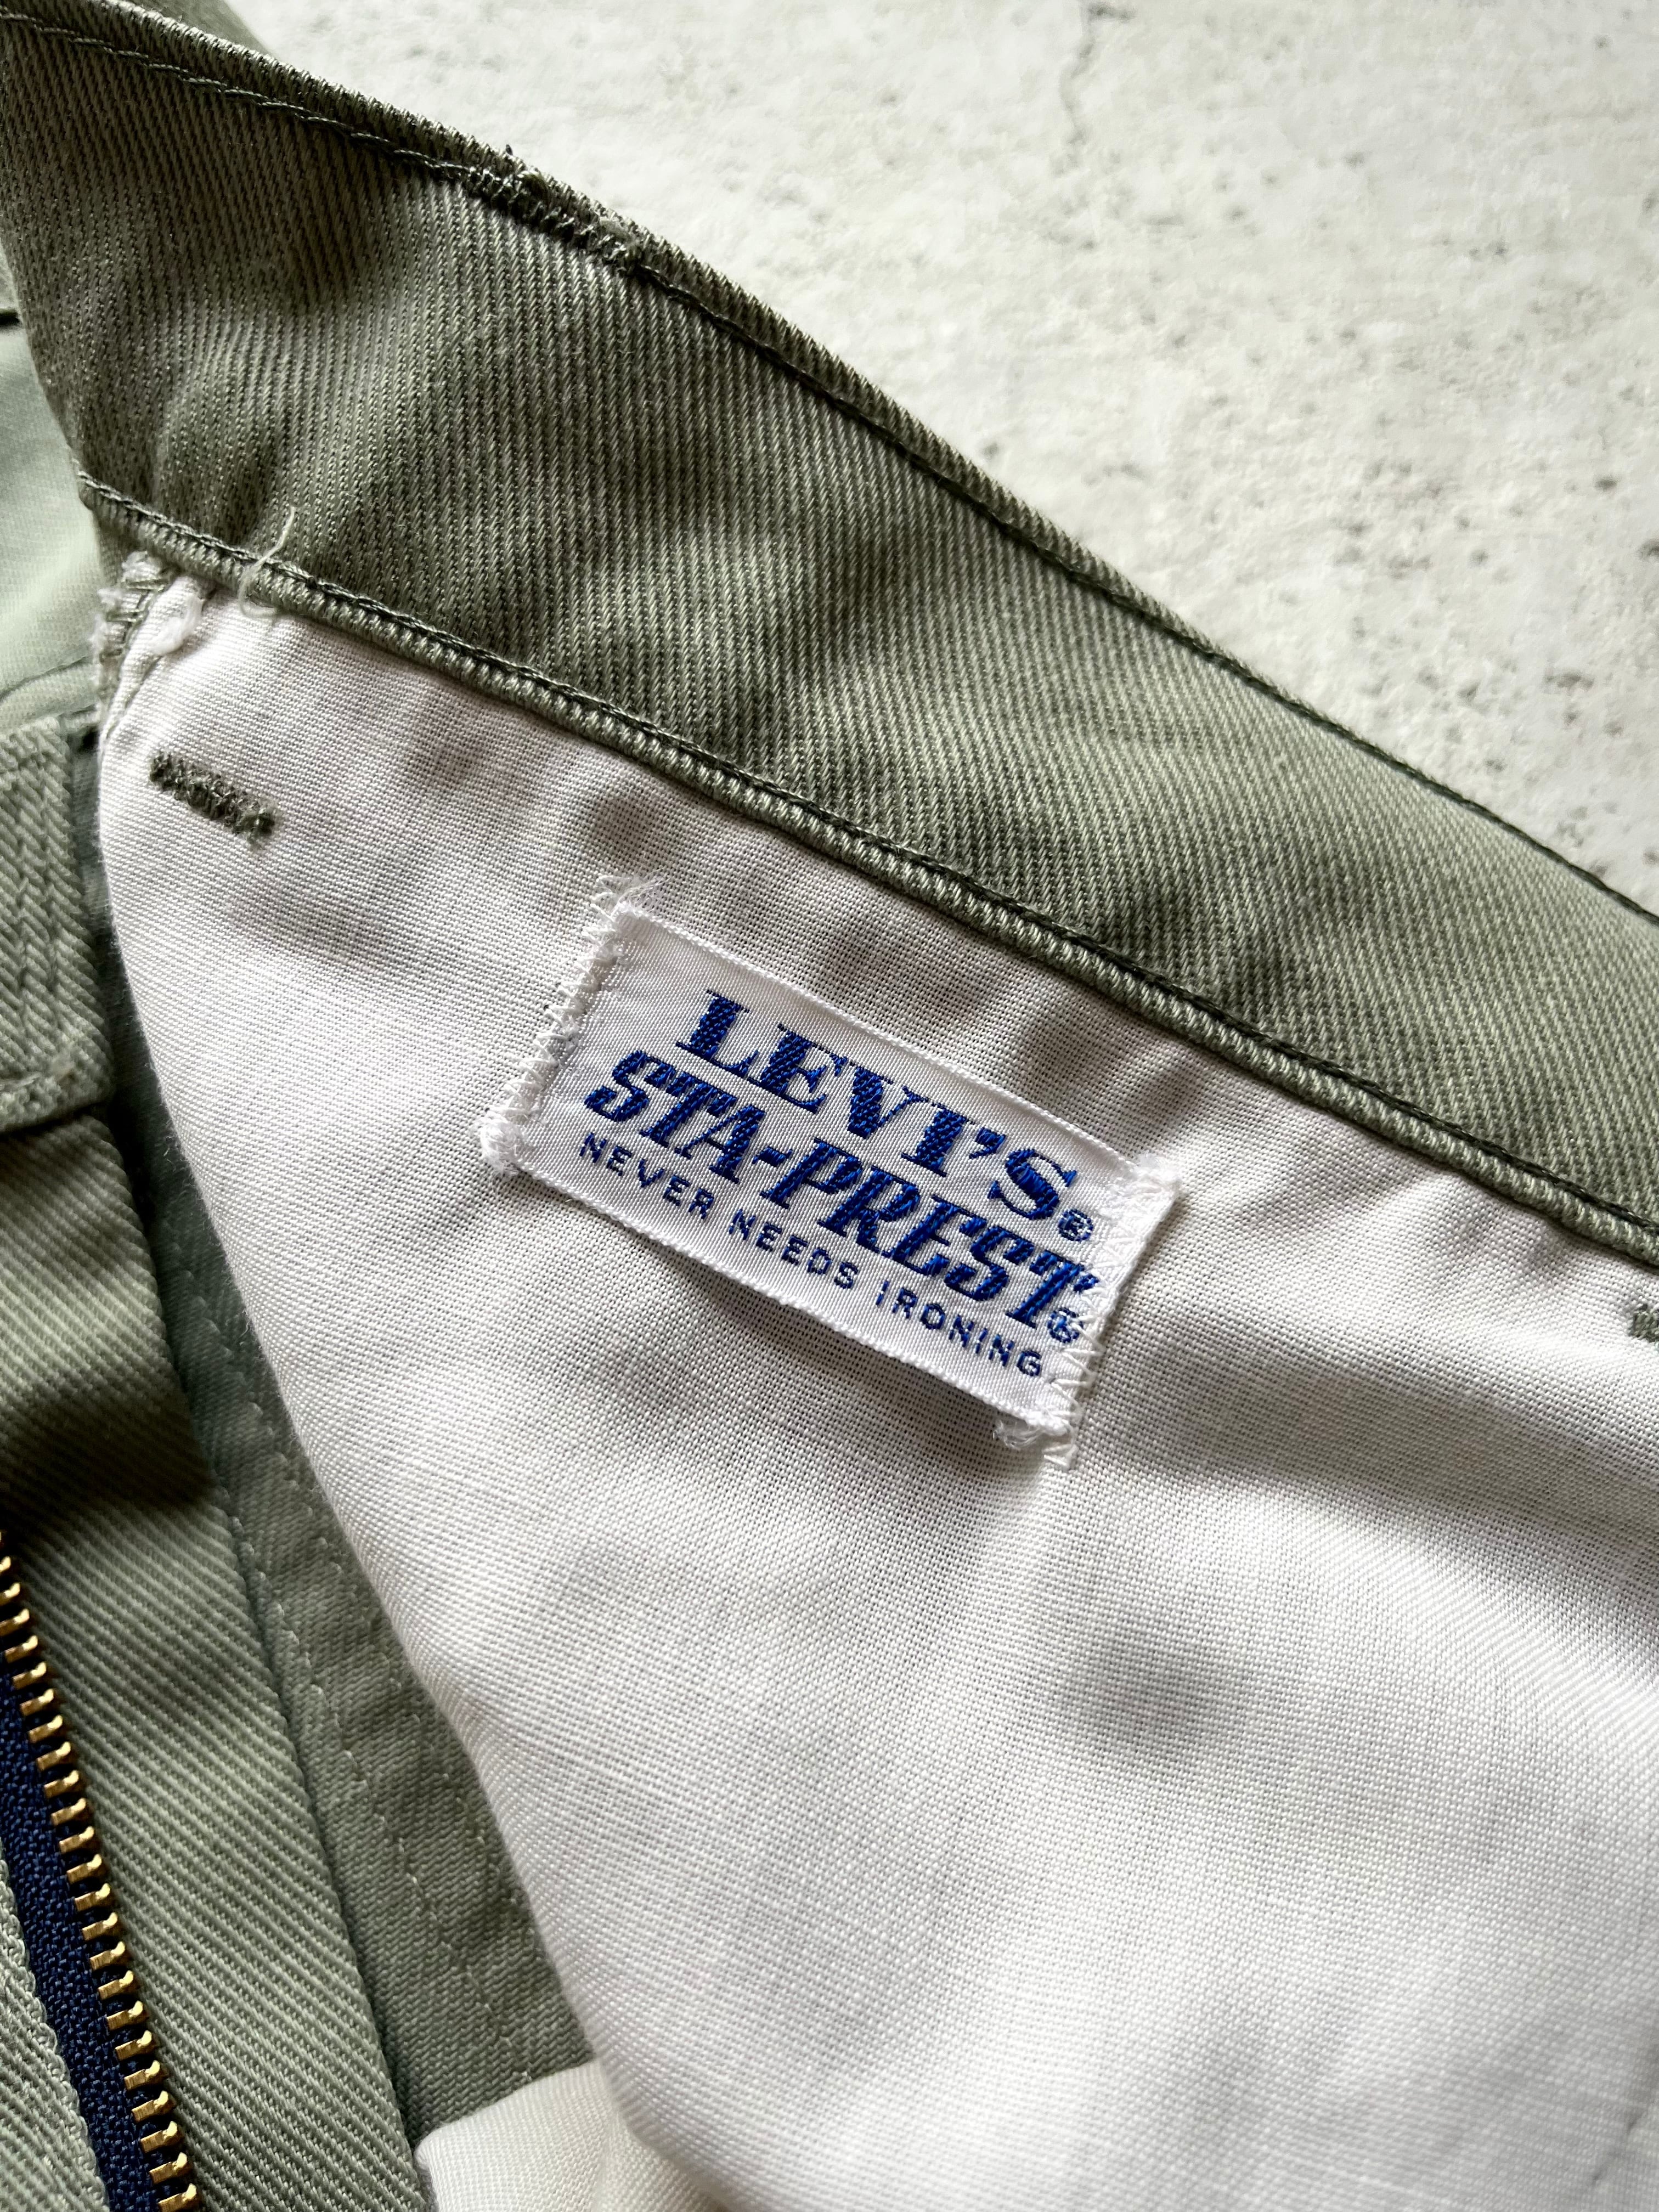 LEVI'S®
STA-PREST®
NEVER NEEDS IRONING